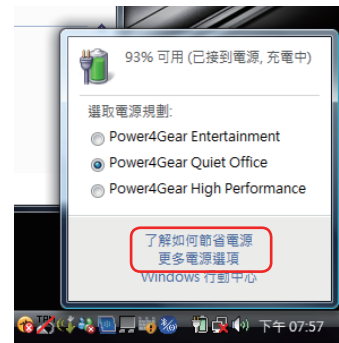 93% 可用 (已接到電源, 充電中)
選取電源規劃:
Power4Gear Entertainment
Power4Gear Quiet Office
Power4Gear High Performance
了解如何節省電源
更多電源選項
Windows 行動中心
下午 07:57